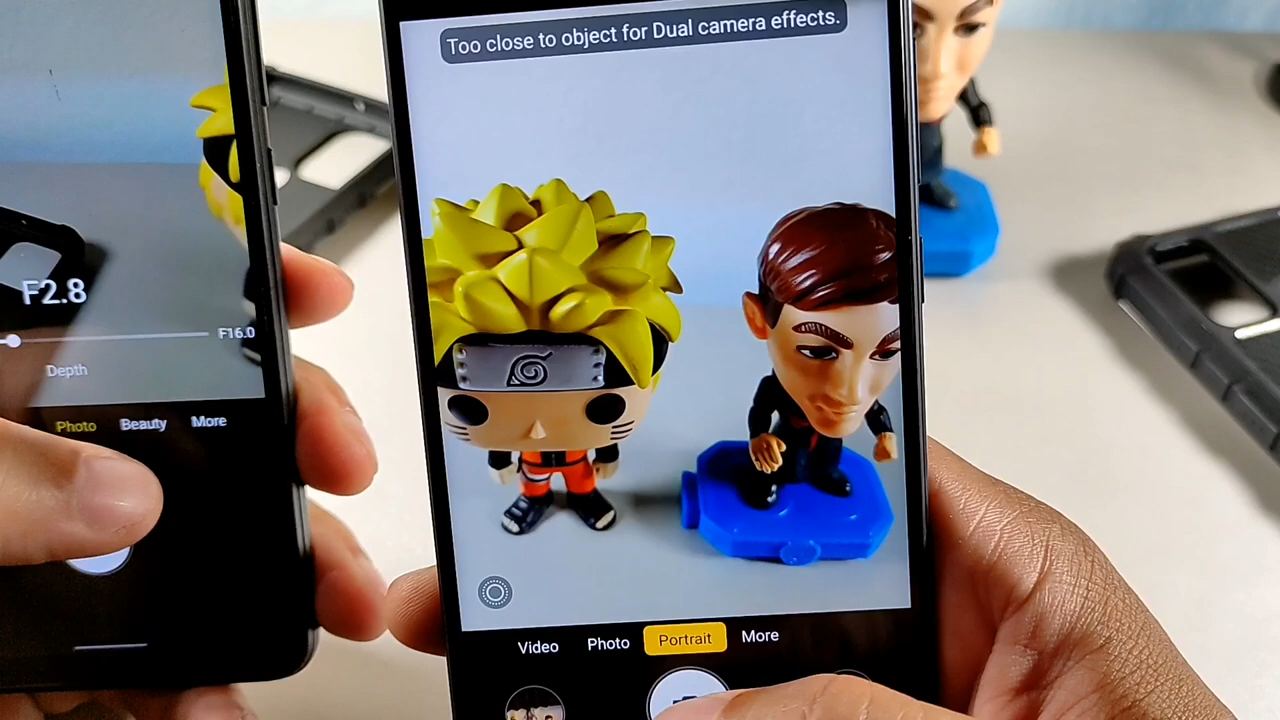 Too close to object for Dual camera effects.
F2.8
F16.0
Depth
Photo
Beauty
More
Video
Photo
Portrait
More